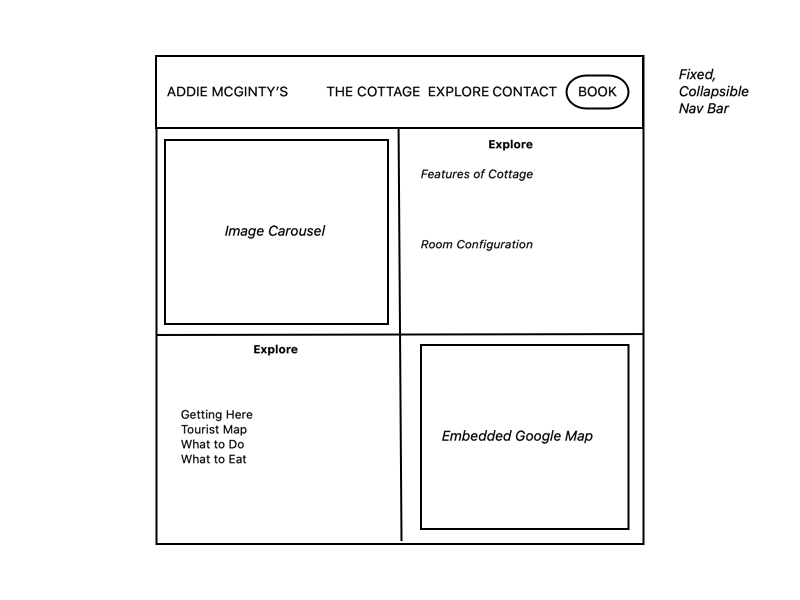 ADDIE MCGINTY'S THE COTTAGE EXPLORE CONTACT BOOK
Fixed,
Collapsible
Nav Bar
Image Carousel
Explore
Features of Cottage
Room Configuration
Explore
Getting Here
Tourist Map
What to Do
What to Eat
Embedded Google Map